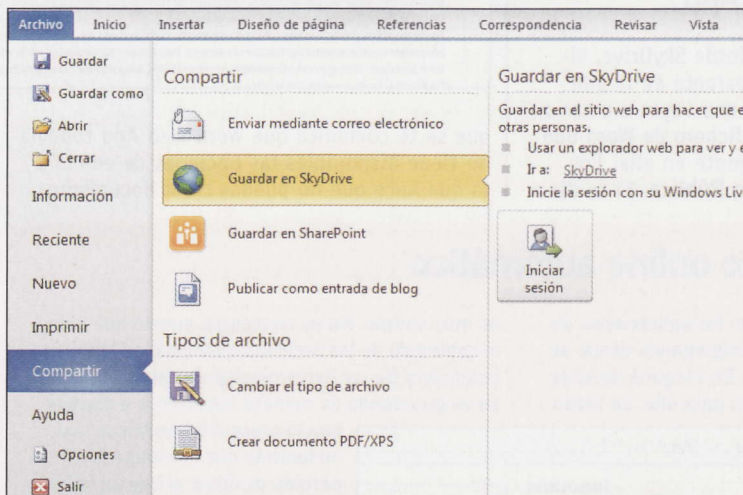 Archivo Inicio Insertar Diseño de página Referencias Correspondencia Revisar Vista
Guardar
Guardar como
Abrir
Cerrar
Información
Reciente
Nuevo
Imprimir
Compartir
Ayuda
Opciones
Salir
Compartir
Enviar mediante correo electrónico
Guardar en SkyDrive
Guardar en SharePoint
Publicar como entrada de blog
Tipos de archivo
Cambiar el tipo de archivo
Crear documento PDF/XPS
Guardar en SkyDrive
Guardar en el sitio web para hacer que e
otras personas.
Usar un explorador web para ver y e
Ir a: SkyDrive
Inicie la sesión con su Windows Liv
Iniciar
sesión